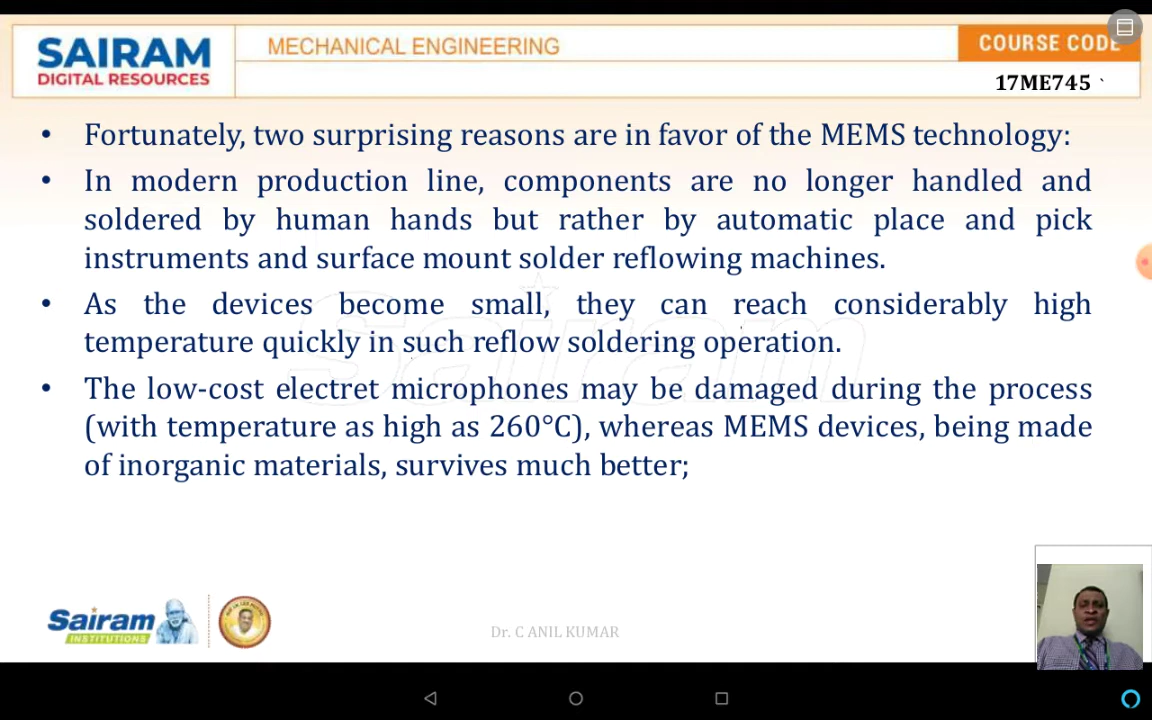 SAIRAM
DIGITAL RESOURCES
MECHANICAL ENGINEERING
COURSE CODE
17ME745 `
• Fortunately, two surprising reasons are in favor of the MEMS technology:
• In modern production line, components are no longer handled and
soldered by human hands but rather by automatic place and pick
instruments and surface mount solder reflowing machines.
• As the devices become small, they can reach considerably high
temperature quickly in such reflow soldering operation.
• The low-cost electret microphones may be damaged during the process
(with temperature as high as 260°C), whereas MEMS devices, being made
of inorganic materials, survives much better;
Sairam
Sairam
INSTITUTIONS
Dr. C ANIL KUMAR